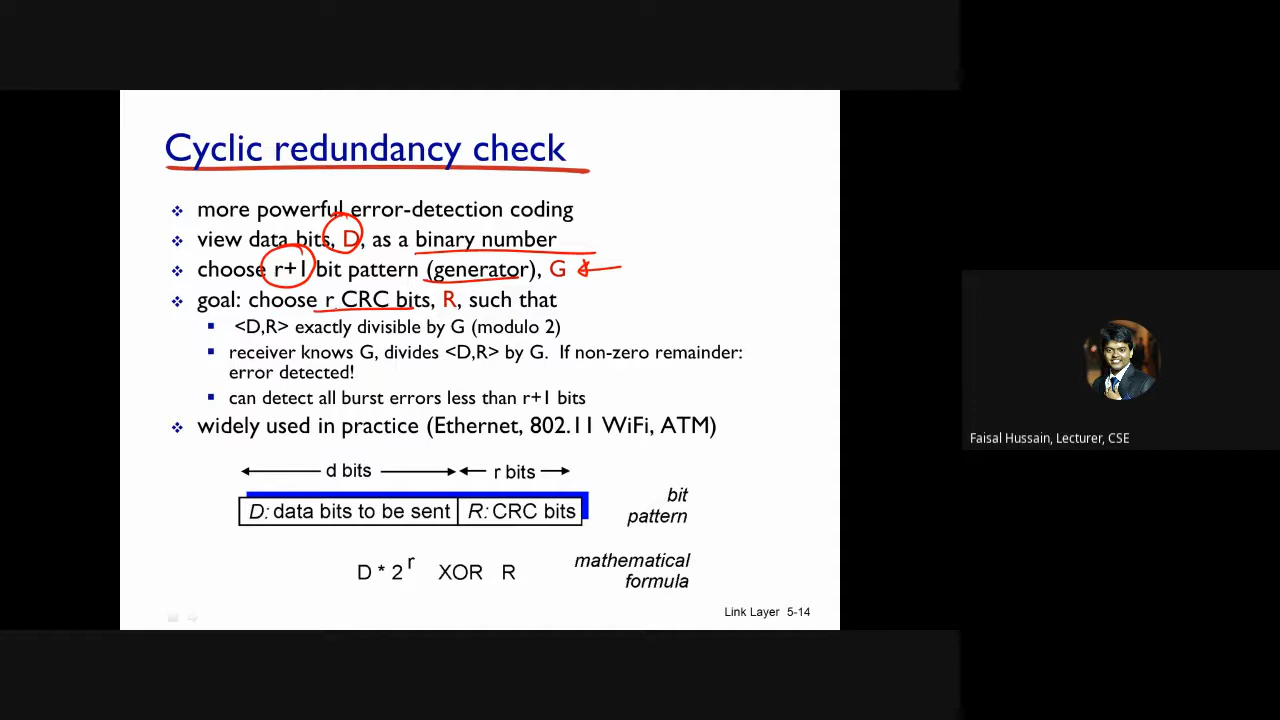 Cyclic redundancy check
❖ more powerful error-detection coding
❖ view data bits, D, as a binary number
❖ choose r+1 bit pattern (generator), G
❖ goal: choose r CRC bits, R, such that
▪ <D,R> exactly divisible by G (modulo 2)
▪ receiver knows G, divides <D,R> by G. If non-zero remainder:
error detected!
▪ can detect all burst errors less than r+1 bits
❖ widely used in practice (Ethernet, 802.11 WiFi, ATM)
d bits r bits
D: data bits to be sent R: CRC bits
bit
pattern
D * 2^r XOR R
mathematical
formula
Link Layer 5-14
Faisal Hussain, Lecturer, CSE